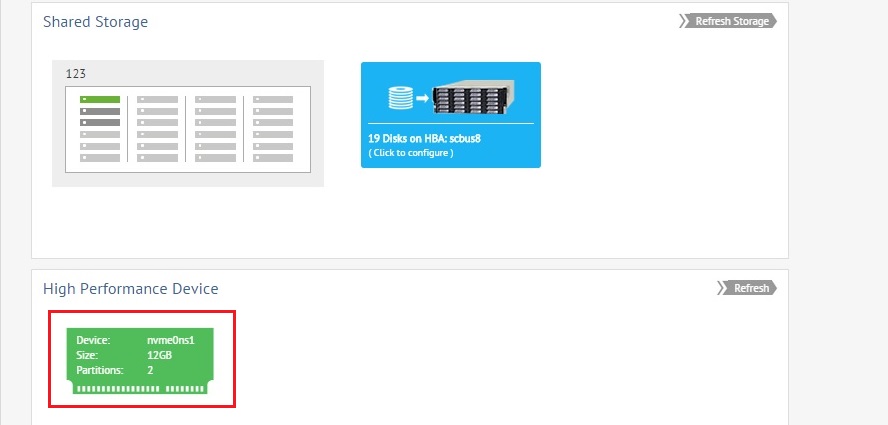 Shared Storage
Refresh Storage
123
19 Disks on HBA: scbus8
( Click to configure )
High Performance Device
Refresh
Device: nvme0ns1
Size: 12GB
Partitions: 2